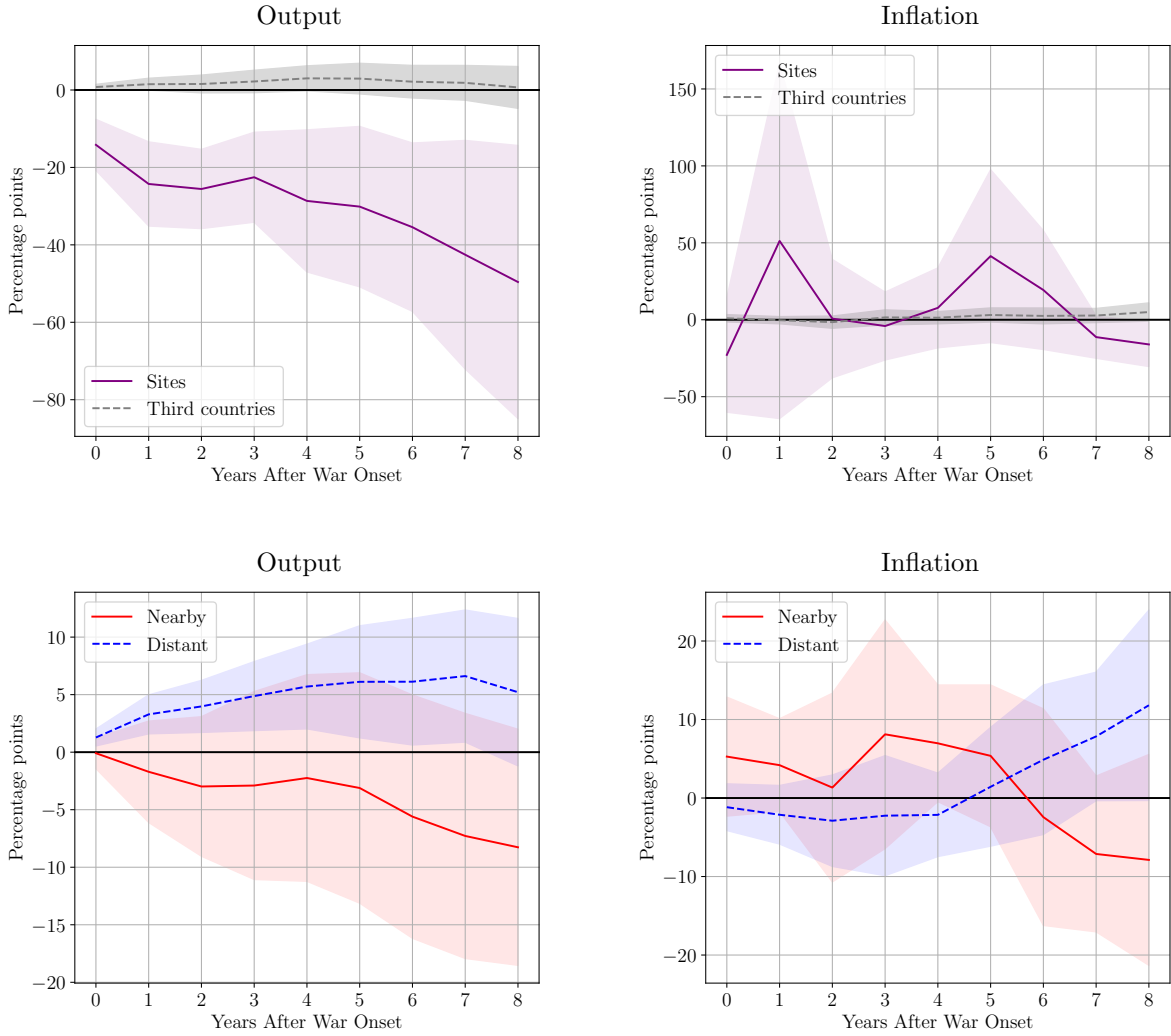 Output
Percentage points
0
−20
−40
−60
−80
Sites
Third countries
0 1 2 3 4 5 6 7 8
Years After War Onset
Inflation
Percentage points
150
100
50
0
−50
Sites
Third countries
0 1 2 3 4 5 6 7 8
Years After War Onset
Output
Percentage points
10
5
0
−5
−10
−15
−20
Nearby
Distant
0 1 2 3 4 5 6 7 8
Years After War Onset
Inflation
Percentage points
20
10
0
−10
−20
Nearby
Distant
0 1 2 3 4 5 6 7 8
Years After War Onset